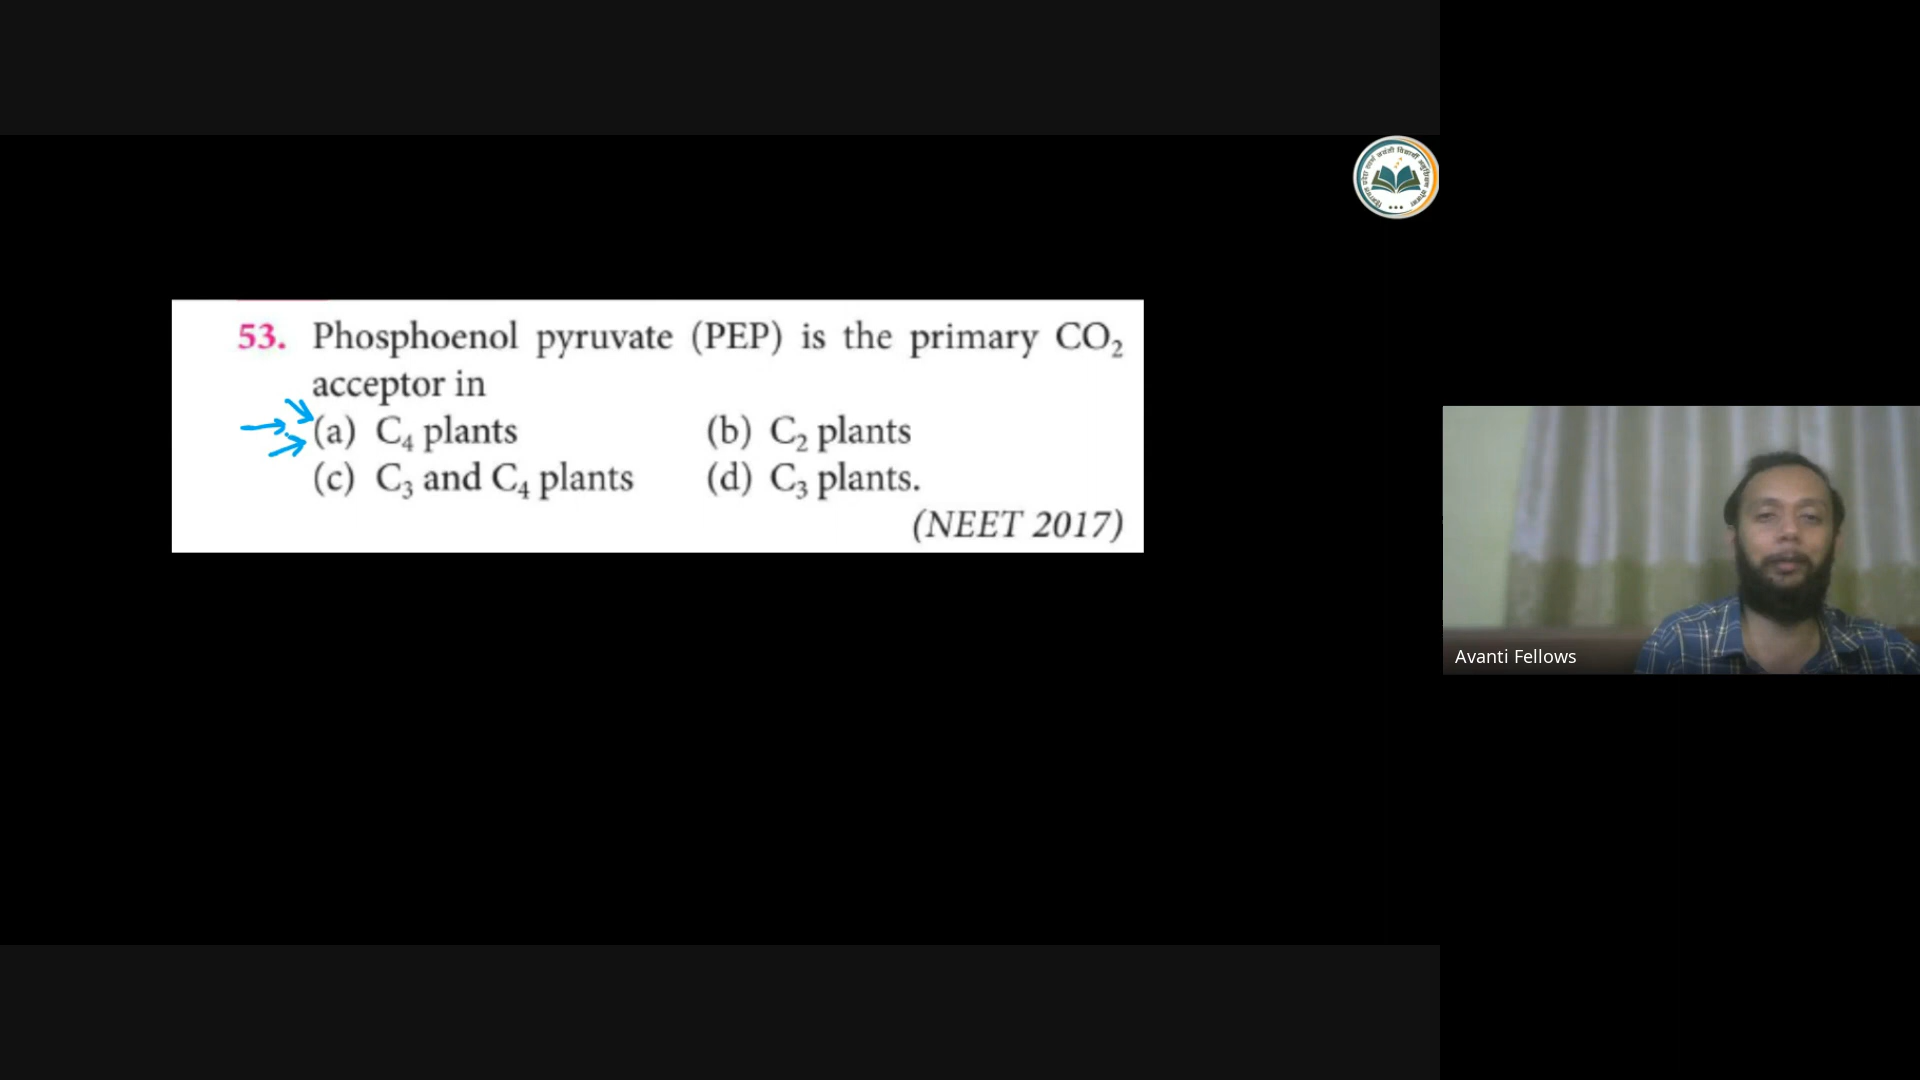 53. Phosphoenol pyruvate (PEP) is the primary CO₂
acceptor in
(a) C₄ plants (b) C₂ plants
(c) C₃ and C₄ plants (d) C₃ plants.
(NEET 2017)
Avanti Fellows